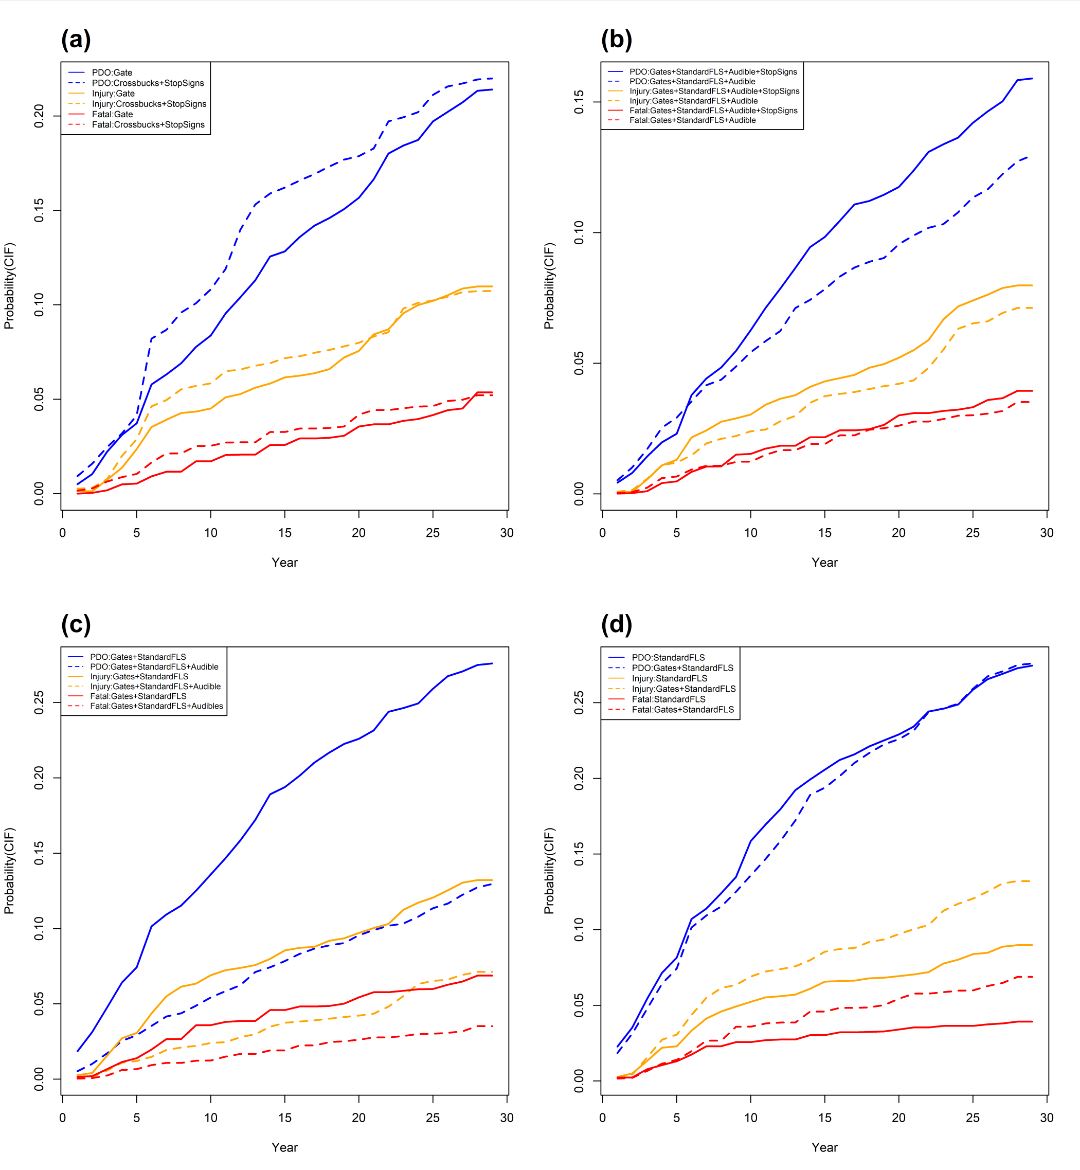 (a)
PDO:Gate
PDO:Crossbucks+StopSigns
Injury:Gate
Injury:Crossbucks+StopSigns
Fatal:Gate
Fatal:Crossbucks+StopSigns
0.20
0.15
0.10
0.05
0.00
Probability(CIF)
0 5 10 15 20 25 30
Year
(b)
PDO:Gates+StandardFLS+Audible+StopSigns
PDO:Gates+StandardFLS+Audible
Injury:Gates+StandardFLS+Audible+StopSigns
Injury:Gates+StandardFLS+Audible
Fatal:Gates+StandardFLS+Audible+StopSigns
Fatal:Gates+StandardFLS+Audible
0.15
0.10
0.05
0.00
Probability(CIF)
0 5 10 15 20 25 30
Year
(c)
PDO:Gates+StandardFLS
PDO:Gates+StandardFLS+Audible
Injury:Gates+StandardFLS
Injury:Gates+StandardFLS+Audible
Fatal:Gates+StandardFLS
Fatal:Gates+StandardFLS+Audibles
0.25
0.20
0.15
0.10
0.05
0.00
Probability(CIF)
0 5 10 15 20 25 30
Year
(d)
PDO:StandardFLS
PDO:Gates+StandardFLS
Injury:StandardFLS
Injury:Gates+StandardFLS
Fatal:StandardFLS
Fatal:Gates+StandardFLS
0.25
0.20
0.15
0.10
0.05
0.00
Probability(CIF)
0 5 10 15 20 25 30
Year